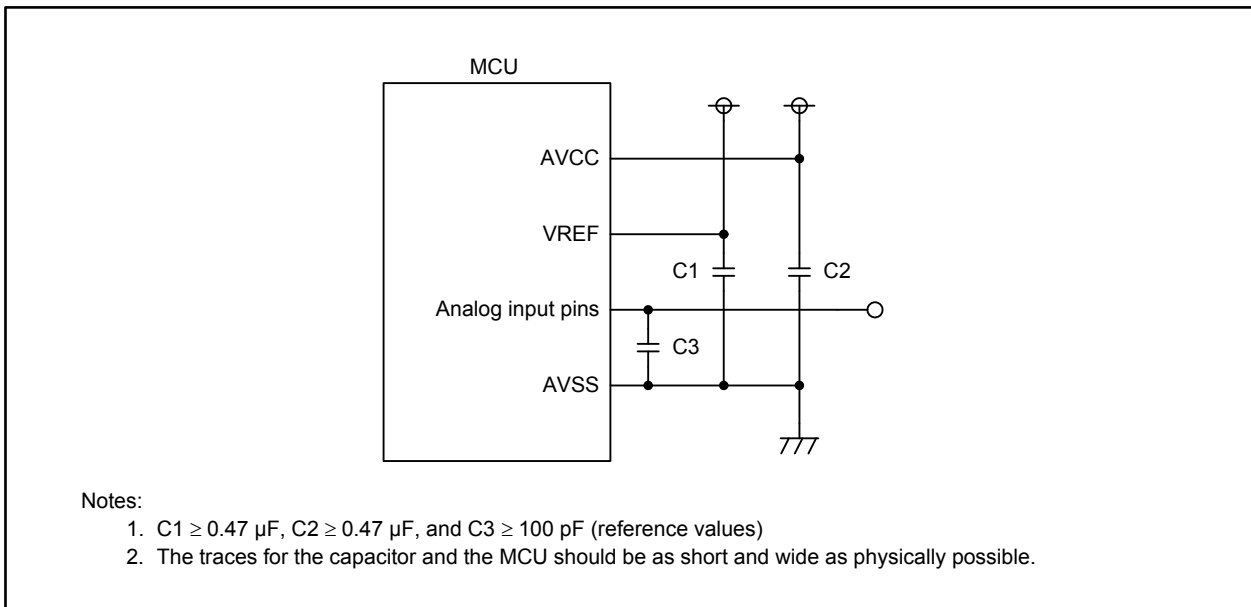 MCU
AVCC
VREF
C1
C2
Analog input pins
C3
AVSS
Notes:
1. C1 ≥ 0.47 µF, C2 ≥ 0.47 µF, and C3 ≥ 100 pF (reference values)
2. The traces for the capacitor and the MCU should be as short and wide as physically possible.